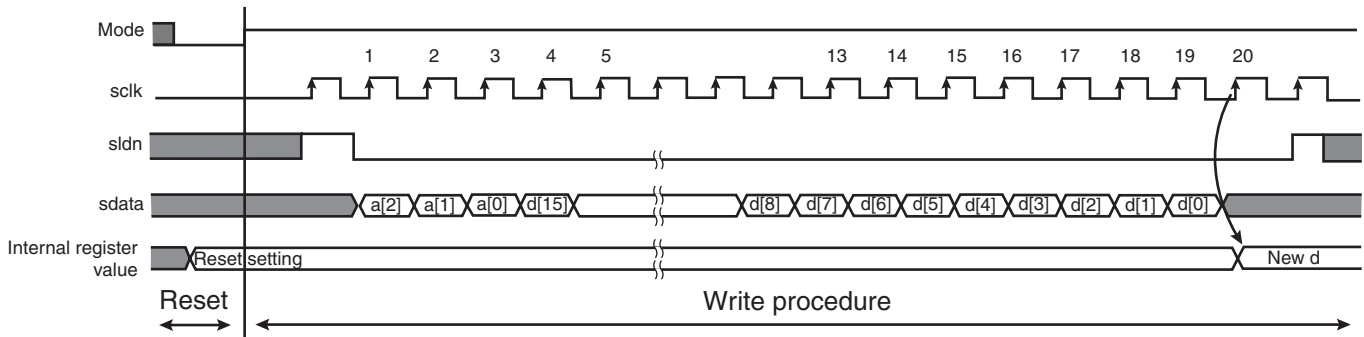 Mode
1 2 3 4 5 13 14 15 16 17 18 19 20
sclk
sldn
sdata a[2] a[1] a[0] d[15] d[8] d[7] d[6] d[5] d[4] d[3] d[2] d[1] d[0]
Internal register
value
Reset setting New d
Reset Write procedure